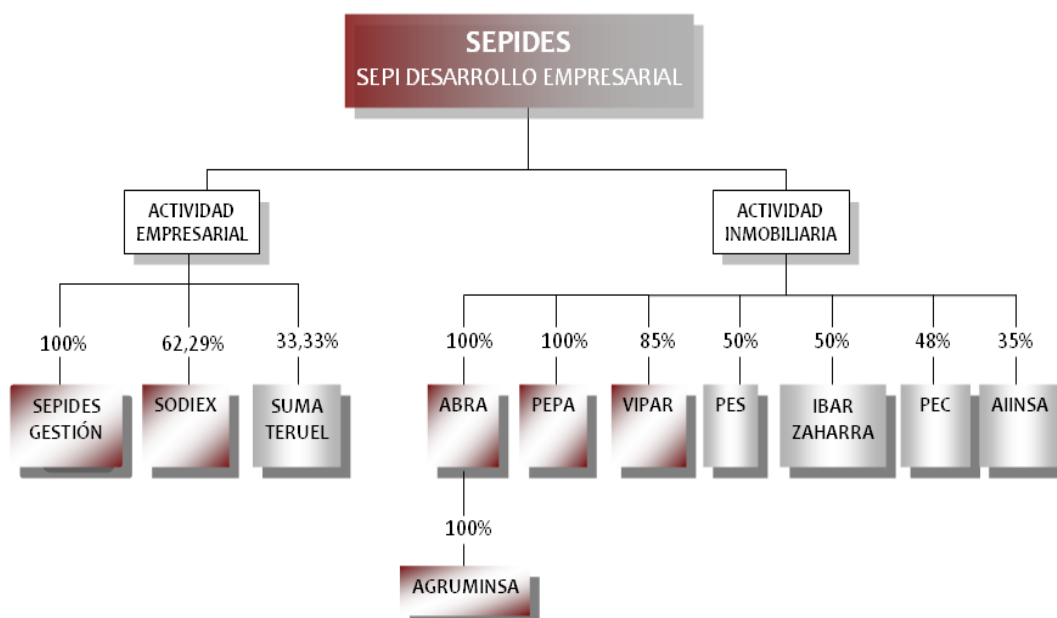 SEPIDES
SEPI DESARROLLO EMPRESARIAL
ACTIVIDAD
EMPRESARIAL
ACTIVIDAD
INMOBILIARIA
100%
62,29%
33,33%
100%
100%
85%
50%
50%
48%
35%
SEPIDES
GESTIÓN
SODIEX
SUMA
TERUEL
ABRA
PEPA
VIPAR
PES
IBAR
ZAHARRA
PEC
AIINSA
100%
AGRUMINSA